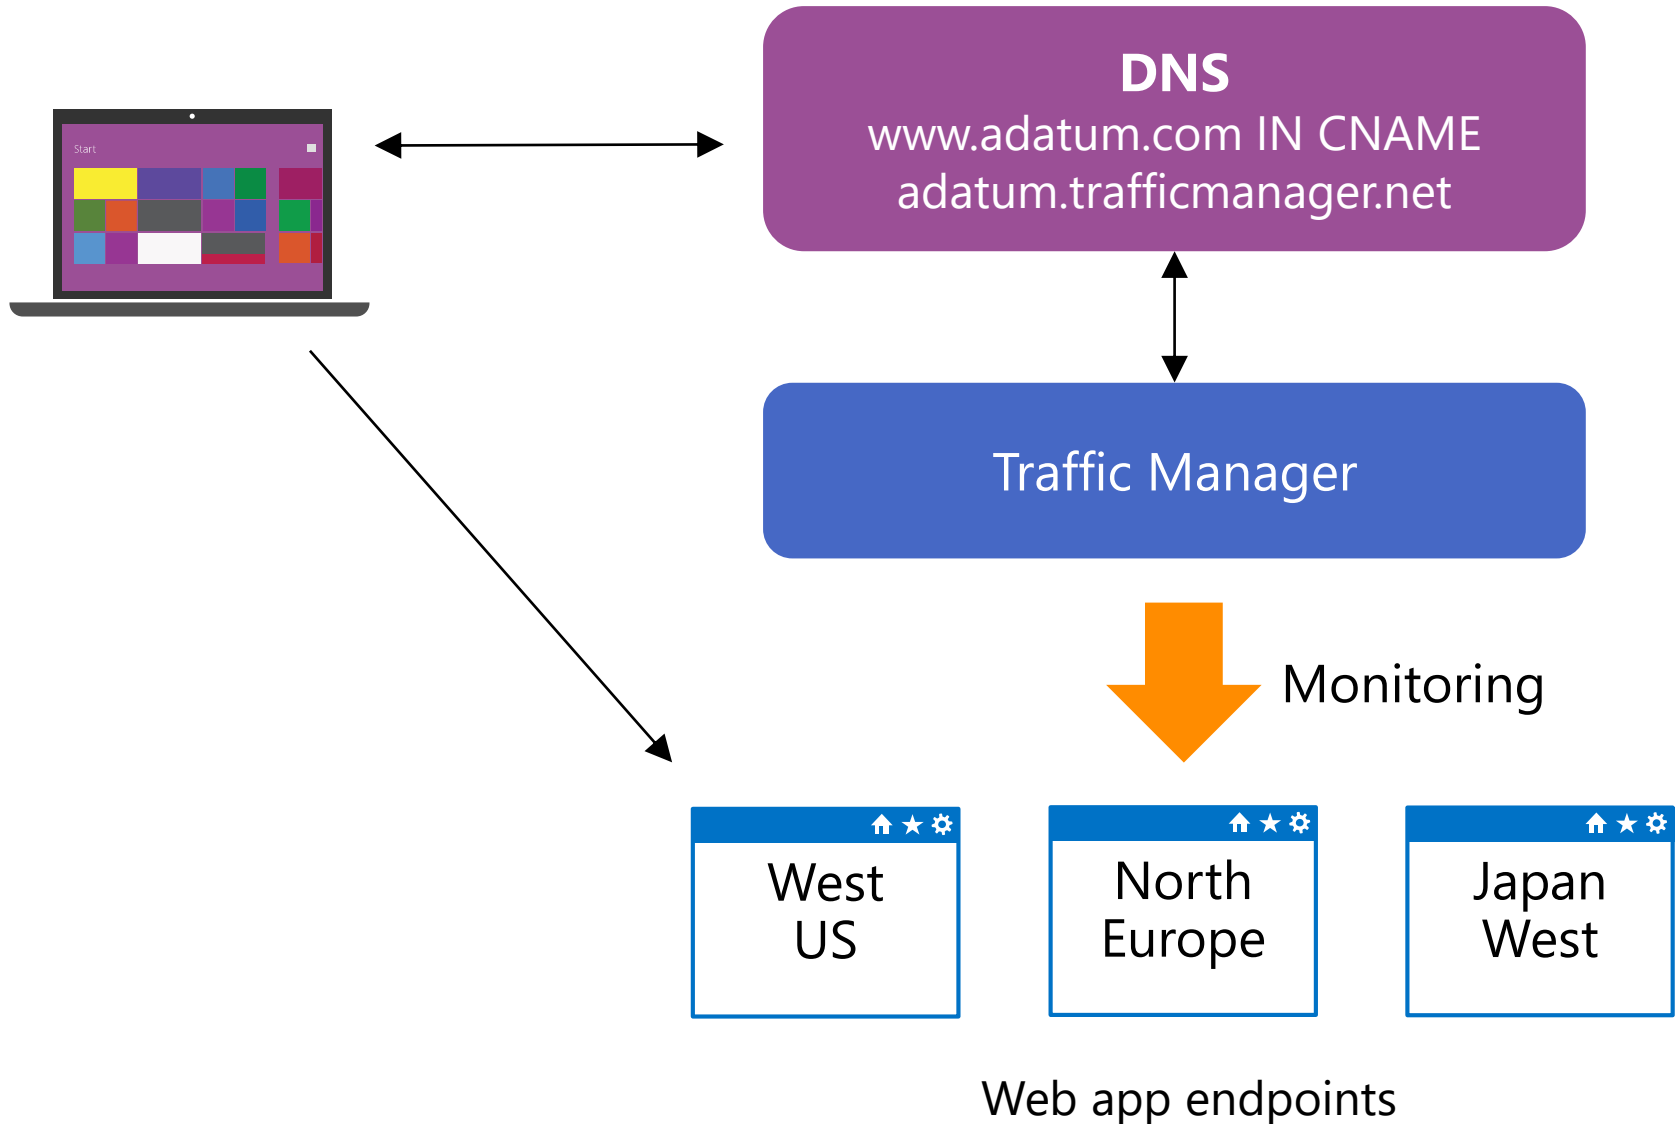 DNS
www.adatum.com IN CNAME
adatum.trafficmanager.net
Start
Traffic Manager
Monitoring
West
US
North
Europe
Japan
West
Web app endpoints